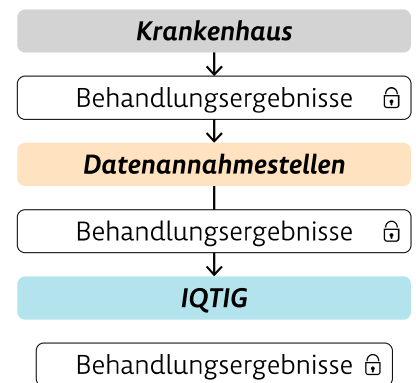 Krankenhaus
Behandlungsergebnisse
Datenannahmestellen
Behandlungsergebnisse
IQTIG
Behandlungsergebnisse